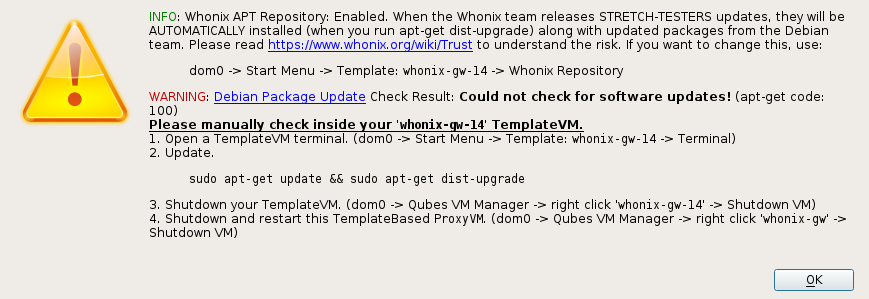 INFO: Whonix APT Repository: Enabled. When the Whonix team releases STRETCH-TESTERS updates, they will be
AUTOMATICALLY installed (when you run apt-get dist-upgrade) along with updated packages from the Debian
team. Please read https://www.whonix.org/wiki/Trust to understand the risk. If you want to change this, use:
dom0 -> Start Menu -> Template: whonix-gw-14 -> Whonix Repository
WARNING: Debian Package Update Check Result: Could not check for software updates! (apt-get code:
100)
Please manually check inside your 'whonix-gw-14' TemplateVM.
1. Open a TemplateVM terminal. (dom0 -> Start Menu -> Template: whonix-gw-14 -> Terminal)
2. Update.
sudo apt-get update && sudo apt-get dist-upgrade
3. Shutdown your TemplateVM. (dom0 -> Qubes VM Manager -> right click 'whonix-gw-14' -> Shutdown VM)
4. Shutdown and restart this TemplateBased ProxyVM. (dom0 -> Qubes VM Manager -> right click 'whonix-gw' ->
Shutdown VM)
OK